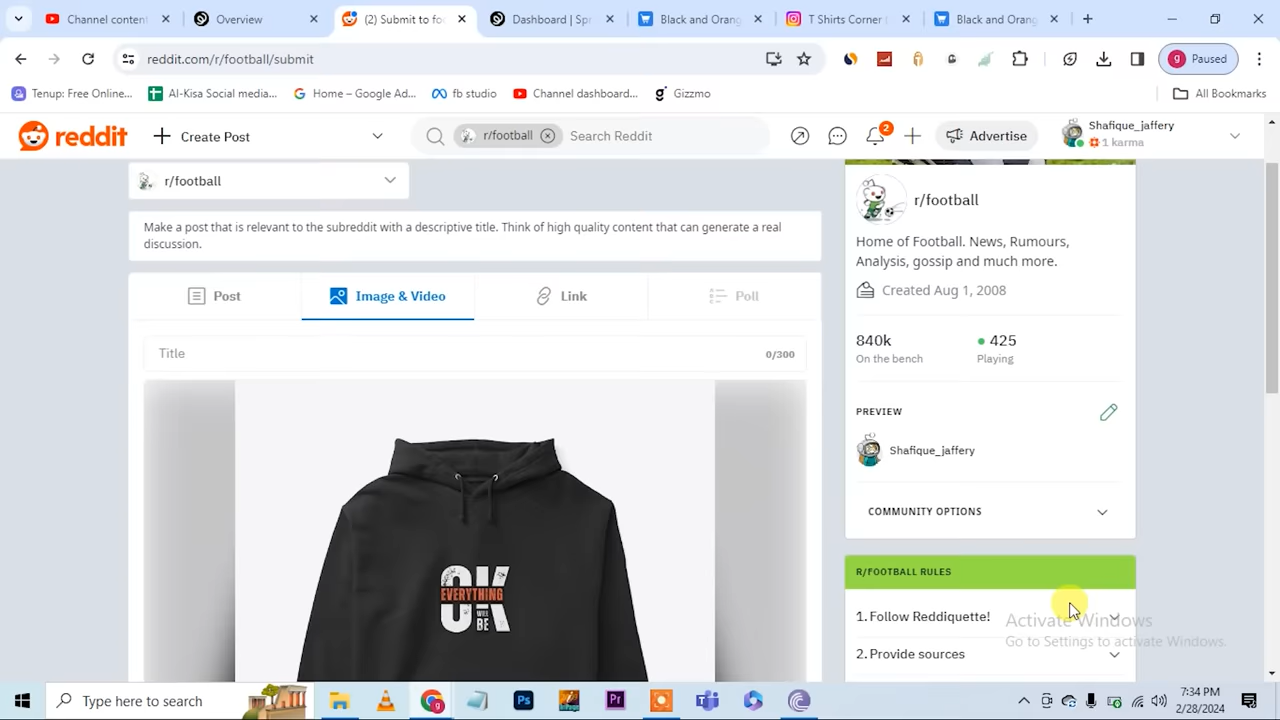 Channel content
Overview
(2) Submit to fo
Dashboard | Spr
Black and Orang
T Shirts Corner
Black and Orang
reddit.com/r/football/submit
g Paused
Tenup: Free Online...
Al-Kisa Social media...
Home – Google Ad...
fb studio
Channel dashboard...
Gizzmo
All Bookmarks
reddit
Create Post
r/football
Search Reddit
2
Advertise
Shafique_jaffery
1 karma
r/football
Make a post that is relevant to the subreddit with a descriptive title. Think of high quality content that can generate a real
discussion.
Post
Image & Video
Link
Poll
Title
0/300
OK
EVERYTHING
WILL
BE
r/football
Home of Football. News, Rumours,
Analysis, gossip and much more.
Created Aug 1, 2008
840k
425
On the bench
Playing
PREVIEW
Shafique_jaffery
COMMUNITY OPTIONS
R/FOOTBALL RULES
1. Follow Reddiquette!
2. Provide sources
Activate Windows
Go to Settings to activate Windows.
Type here to search
Ps
Pr
7:34 PM
2/28/2024